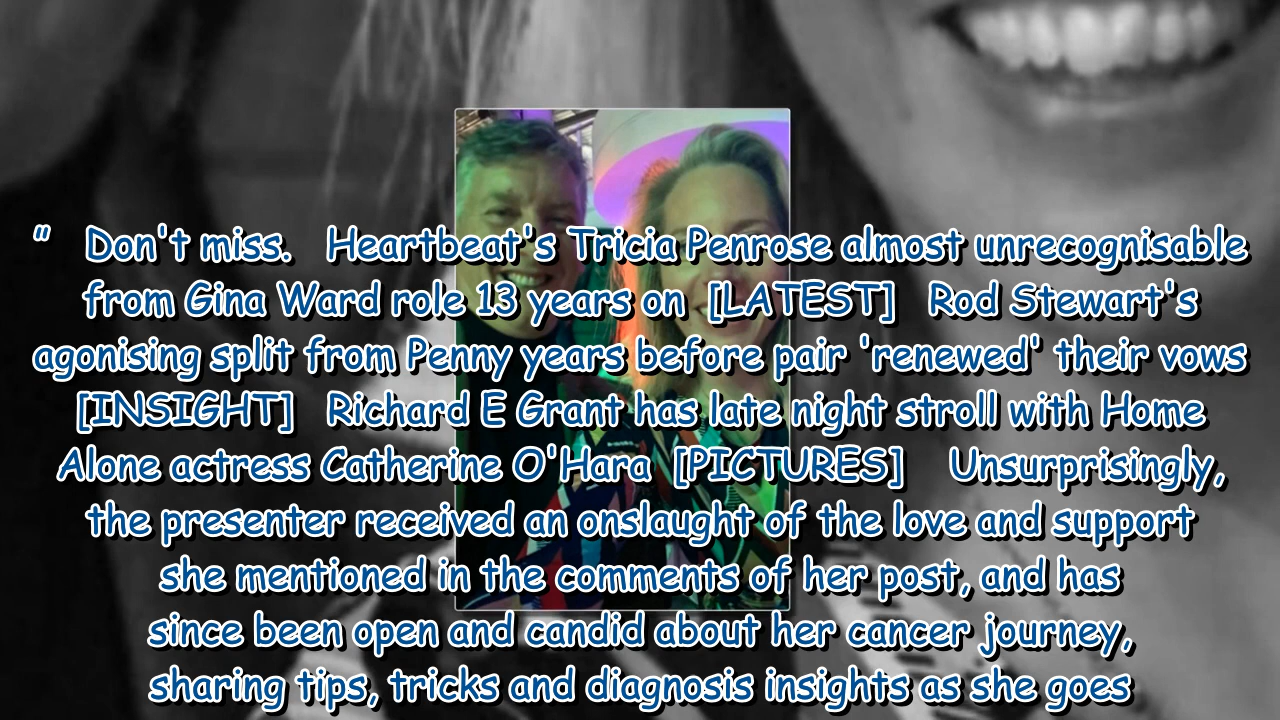 ” Don't miss. Heartbeat's Tricia Penrose almost unrecognisable
from Gina Ward role 13 years on [LATEST] Rod Stewart's
agonising split from Penny years before pair 'renewed' their vows
[INSIGHT] Richard E Grant has late night stroll with Home
Alone actress Catherine O'Hara [PICTURES] Unsurprisingly,
the presenter received an onslaught of the love and support
she mentioned in the comments of her post, and has
since been open and candid about her cancer journey,
sharing tips, tricks and diagnosis insights as she goes